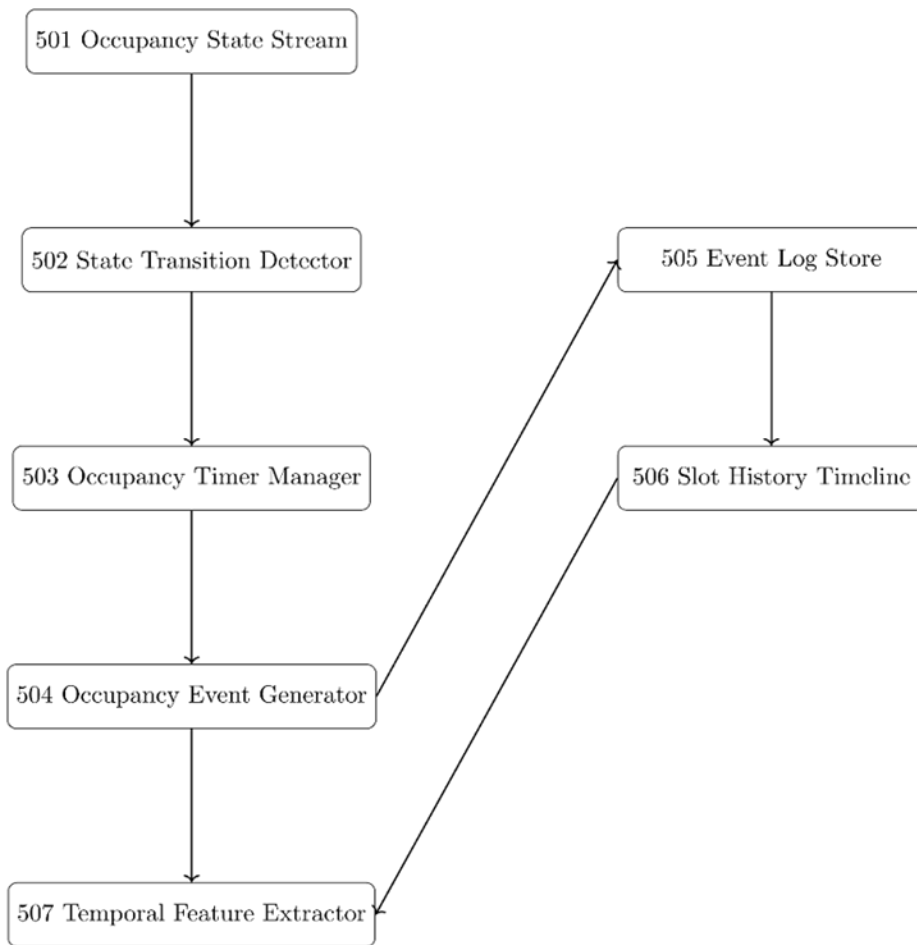 501 Occupancy State Stream
502 State Transition Detector
505 Event Log Store
503 Occupancy Timer Manager
506 Slot History Timeline
504 Occupancy Event Generator
507 Temporal Feature Extractor